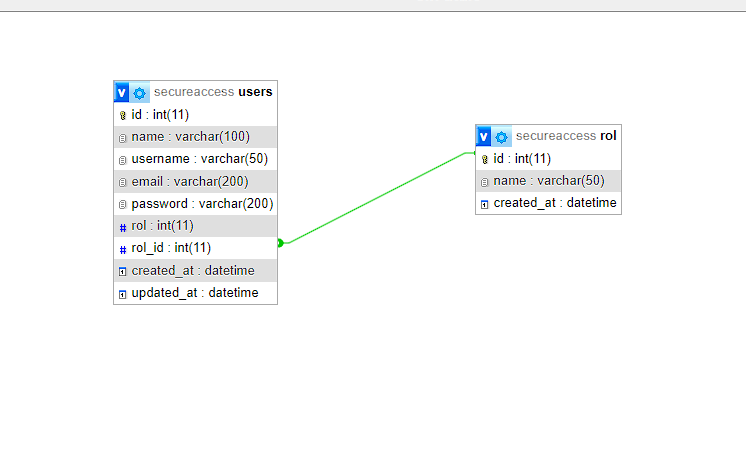 v secureaccess users
id : int(11)
name : varchar(100)
username : varchar(50)
email : varchar(200)
password : varchar(200)
# rol : int(11)
# rol_id : int(11)
created_at : datetime
updated_at : datetime
v secureaccess rol
id : int(11)
name : varchar(50)
created_at : datetime